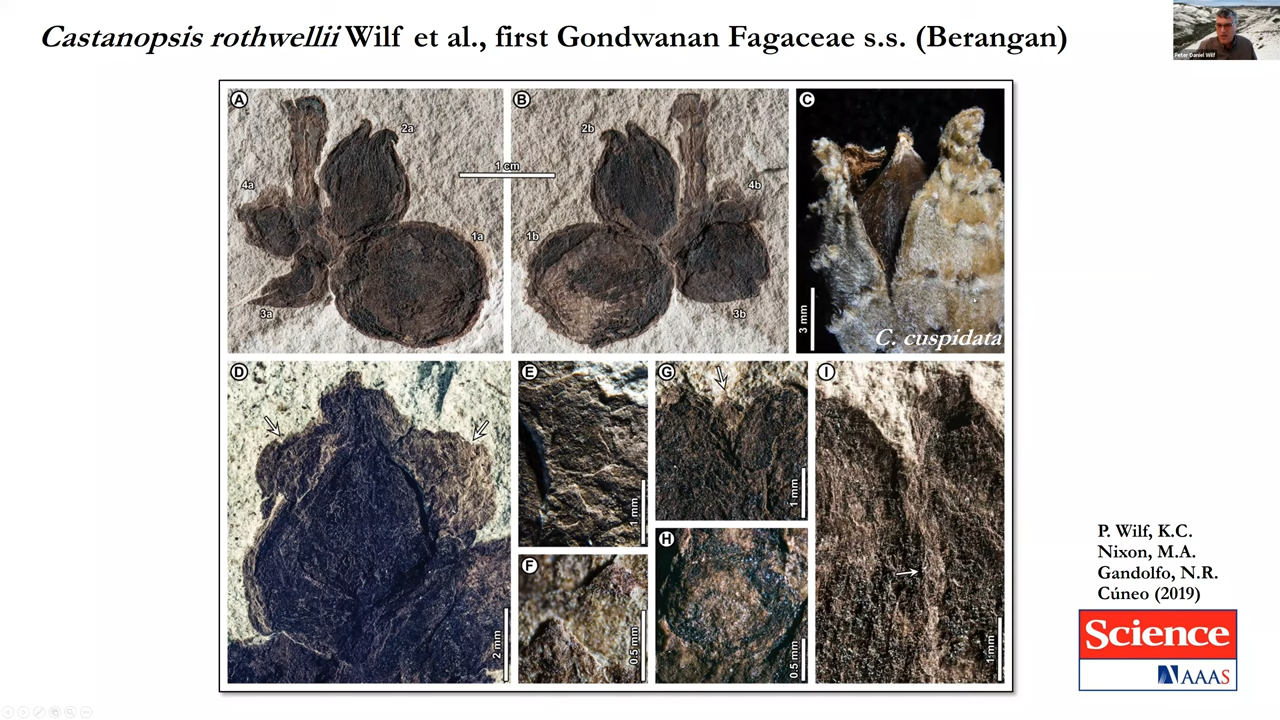 Castanopsis rothwellii Wilf et al., first Gondwanan Fagaceae s.s. (Berangan)
Peter Daniel Wilf
A
2a
4a
1a
3a
1 cm
B
2b
4b
1b
3b
C
3 mm
C. cuspidata
D
2 mm
E
1 mm
F
0.5 mm
G
1 mm
H
0.5 mm
I
1 mm
P. Wilf, K.C.
Nixon, M.A.
Gandolfo, N.R.
Cúneo (2019)
Science
AAAS